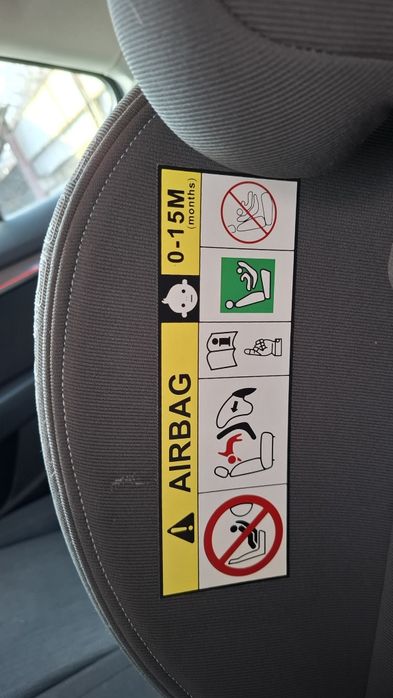 ⚠ AIRBAG
0-15M
(months)
i